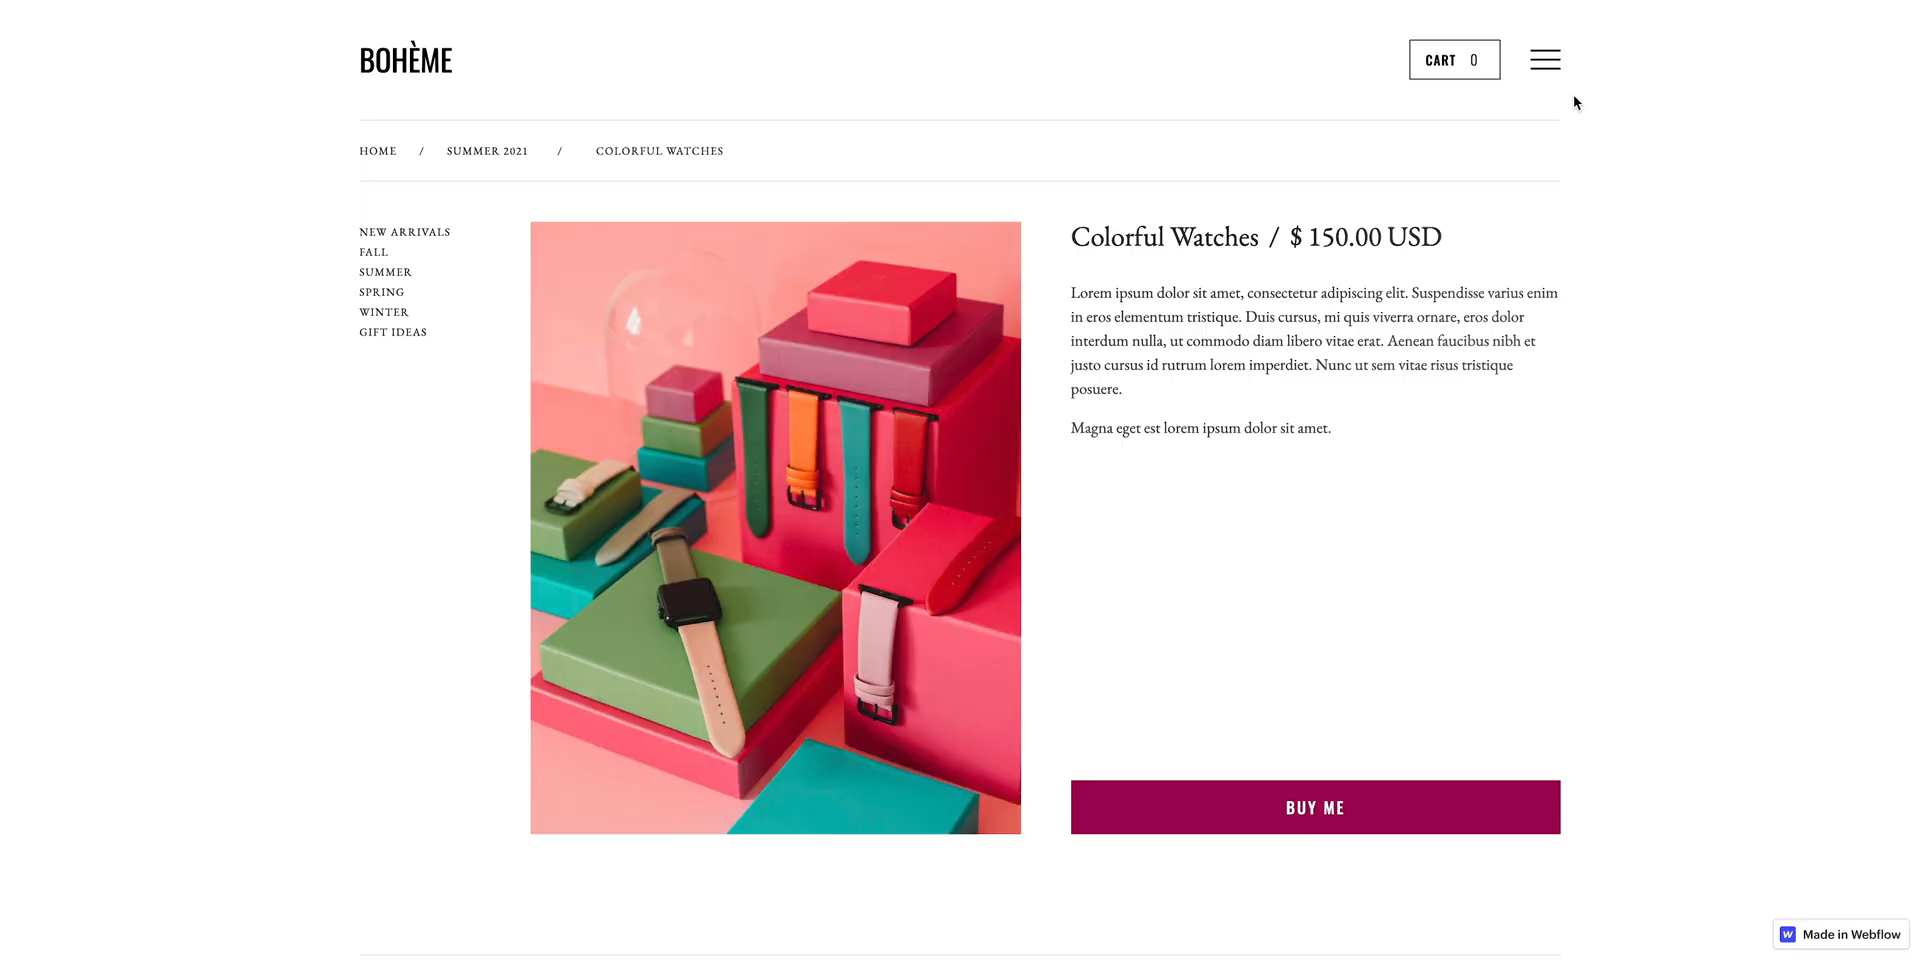 BOHÈME
CART 0
HOME / SUMMER 2021 / COLORFUL WATCHES
NEW ARRIVALS
FALL
SUMMER
SPRING
WINTER
GIFT IDEAS
Colorful Watches / $ 150.00 USD
Lorem ipsum dolor sit amet, consectetur adipiscing elit. Suspendisse varius enim
in eros elementum tristique. Duis cursus, mi quis viverra ornare, eros dolor
interdum nulla, ut commodo diam libero vitae erat. Aenean faucibus nibh et
justo cursus id rutrum lorem imperdiet. Nunc ut sem vitae risus tristique
posuere.
Magna eget est lorem ipsum dolor sit amet.
BUY ME
Made in Webflow